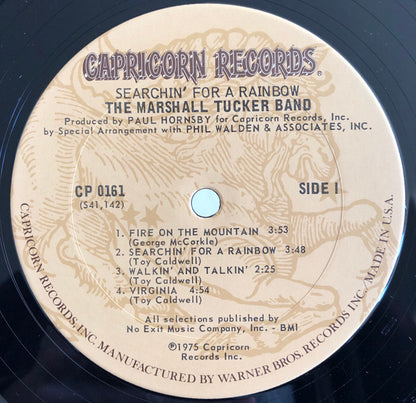 CAPRICORN RECORDS®
SEARCHIN' FOR A RAINBOW
THE MARSHALL TUCKER BAND
Produced by PAUL HORNSBY for Capricorn Records, Inc.
by Special Arrangement with PHIL WALDEN & ASSOCIATES, INC.
CP 0161
(S41,142)
SIDE I
1. FIRE ON THE MOUNTAIN 3:53
(George McCorkle)
2. SEARCHIN' FOR A RAINBOW 3:48
(Toy Caldwell)
3. WALKIN' AND TALKIN' 2:25
(Toy Caldwell)
4. VIRGINIA 4:54
(Toy Caldwell)
All selections published by
No Exit Music Company, Inc. - BMI
℗1975 Capricorn
Records Inc.
CAPRICORN RECORDS, INC. MANUFACTURED BY WARNER BROS. RECORDS INC./MADE IN U.S.A.